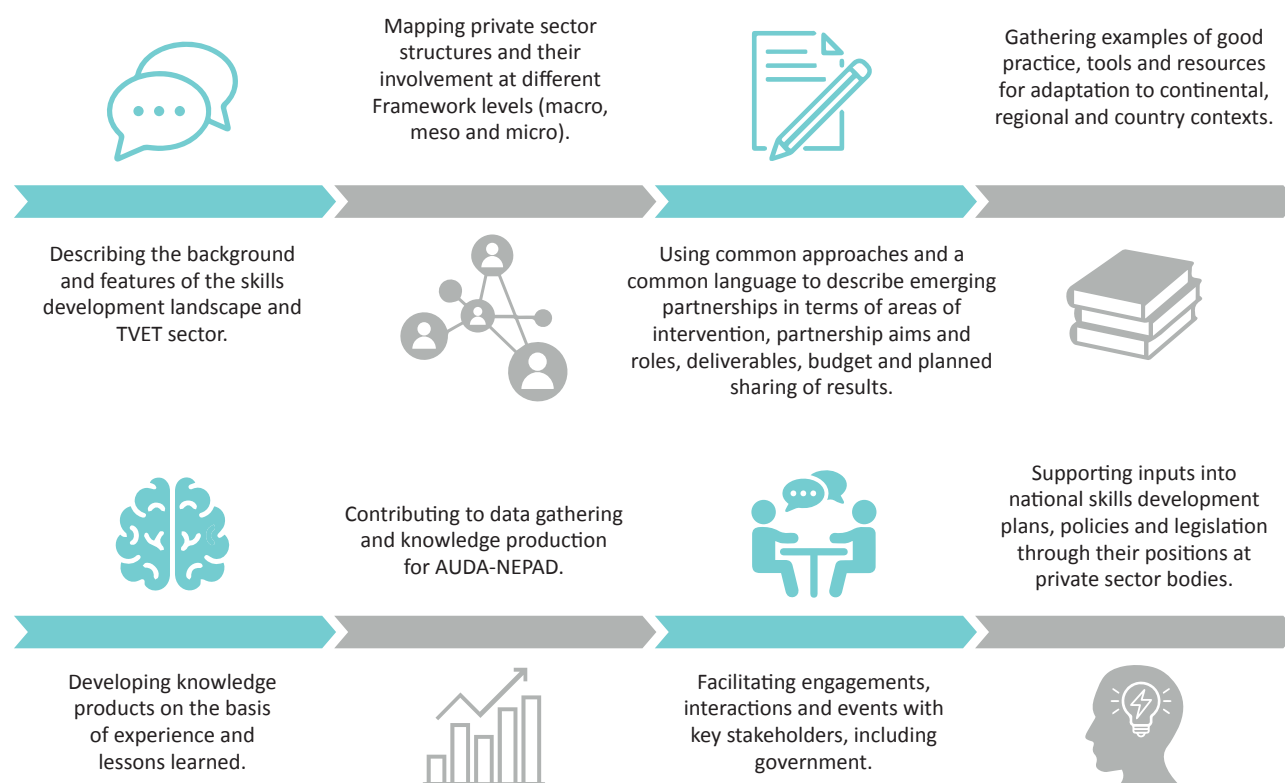 Describing the background
and features of the skills
development landscape and
TVET sector.
Mapping private sector
structures and their
involvement at different
Framework levels (macro,
meso and micro).
Using common approaches and a
common language to describe emerging
partnerships in terms of areas of
intervention, partnership aims and
roles, deliverables, budget and planned
sharing of results.
Gathering examples of good
practice, tools and resources
for adaptation to continental,
regional and country contexts.
Developing knowledge
products on the basis
of experience and
lessons learned.
Contributing to data gathering
and knowledge production
for AUDA-NEPAD.
Facilitating engagements,
interactions and events with
key stakeholders, including
government.
Supporting inputs into
national skills development
plans, policies and legislation
through their positions at
private sector bodies.